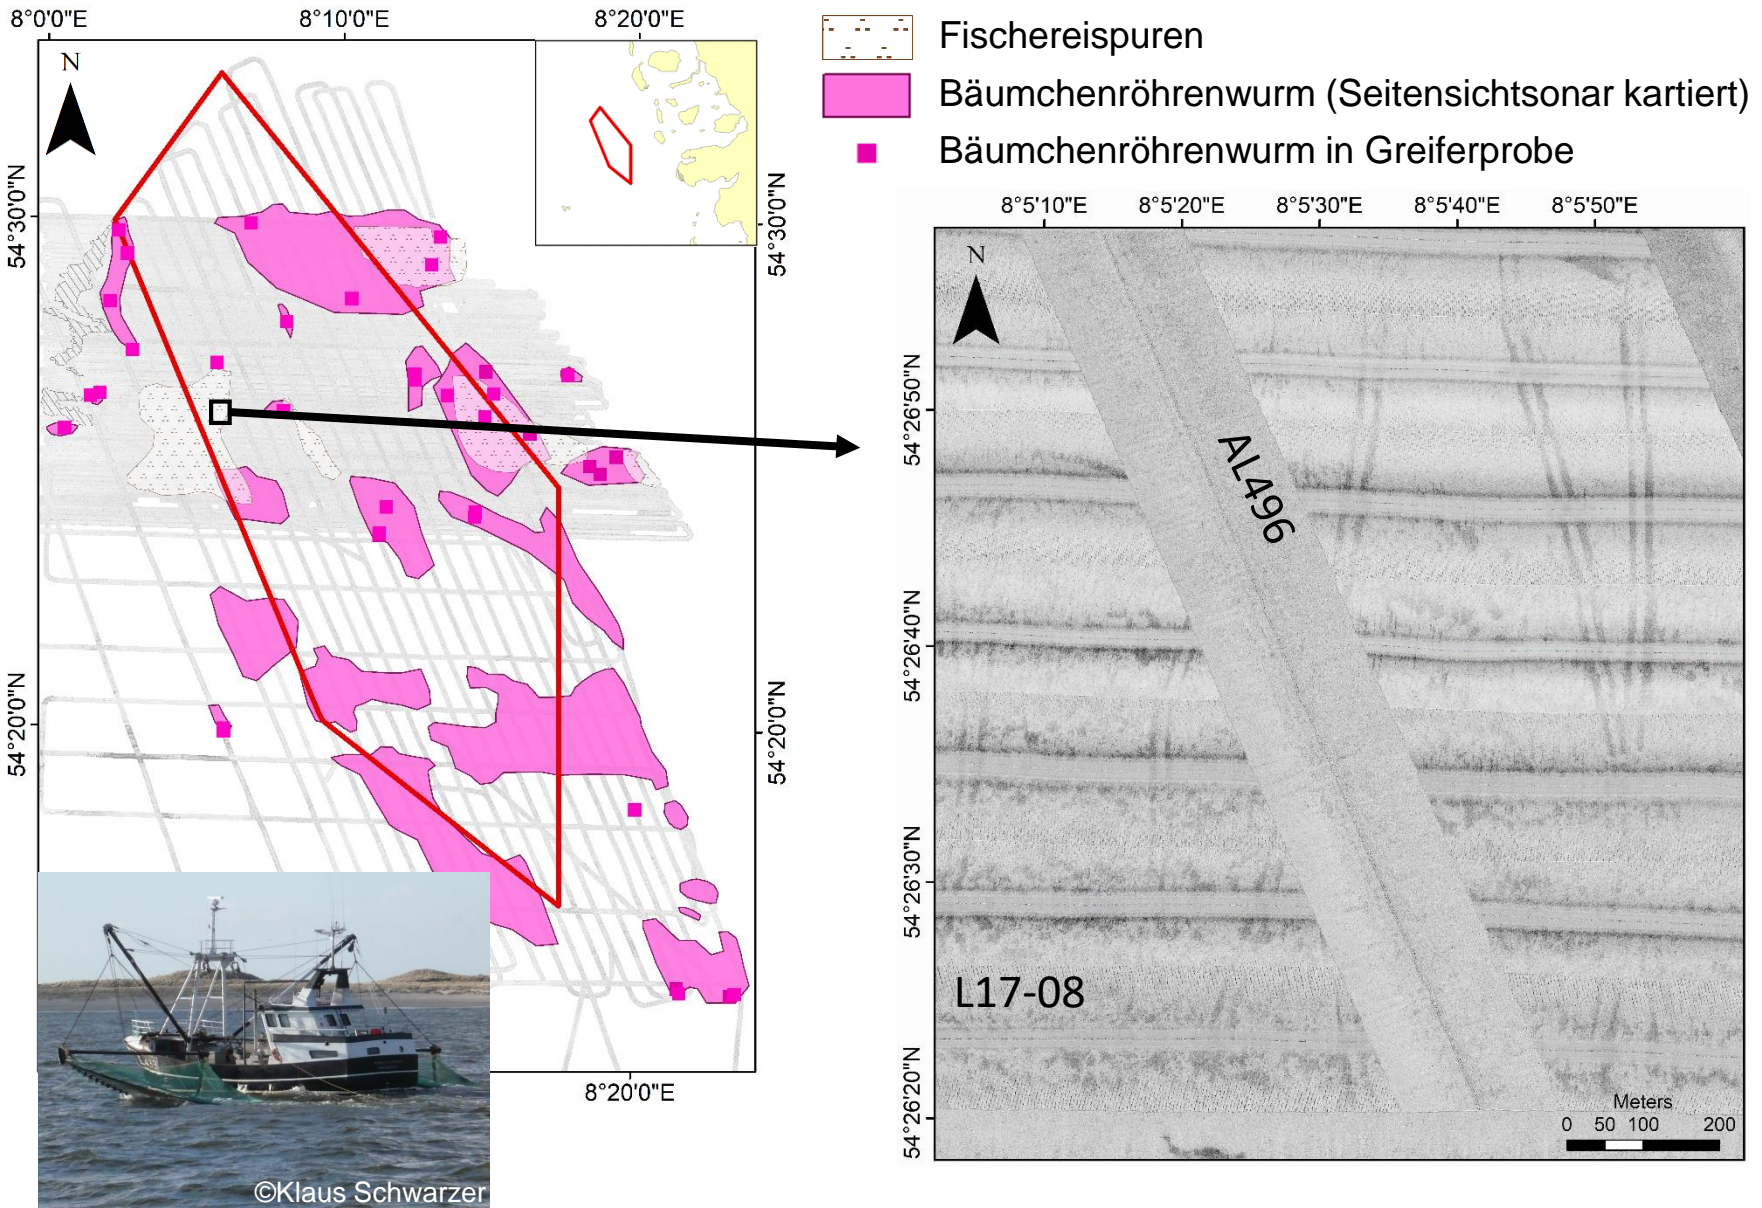 8°0'0"E
8°10'0"E
8°20'0"E
N
54°30'0"N
54°30'0"N
54°20'0"N
54°20'0"N
8°20'0"E
©Klaus Schwarzer
Fischereispuren
Bäumchenröhrenwurm (Seitensichtsonar kartiert)
Bäumchenröhrenwurm in Greiferprobe
8°5'10"E
8°5'20"E
8°5'30"E
8°5'40"E
8°5'50"E
N
54°26'50"N
54°26'40"N
54°26'30"N
54°26'20"N
AL496
L17-08
Meters
0 50 100 200